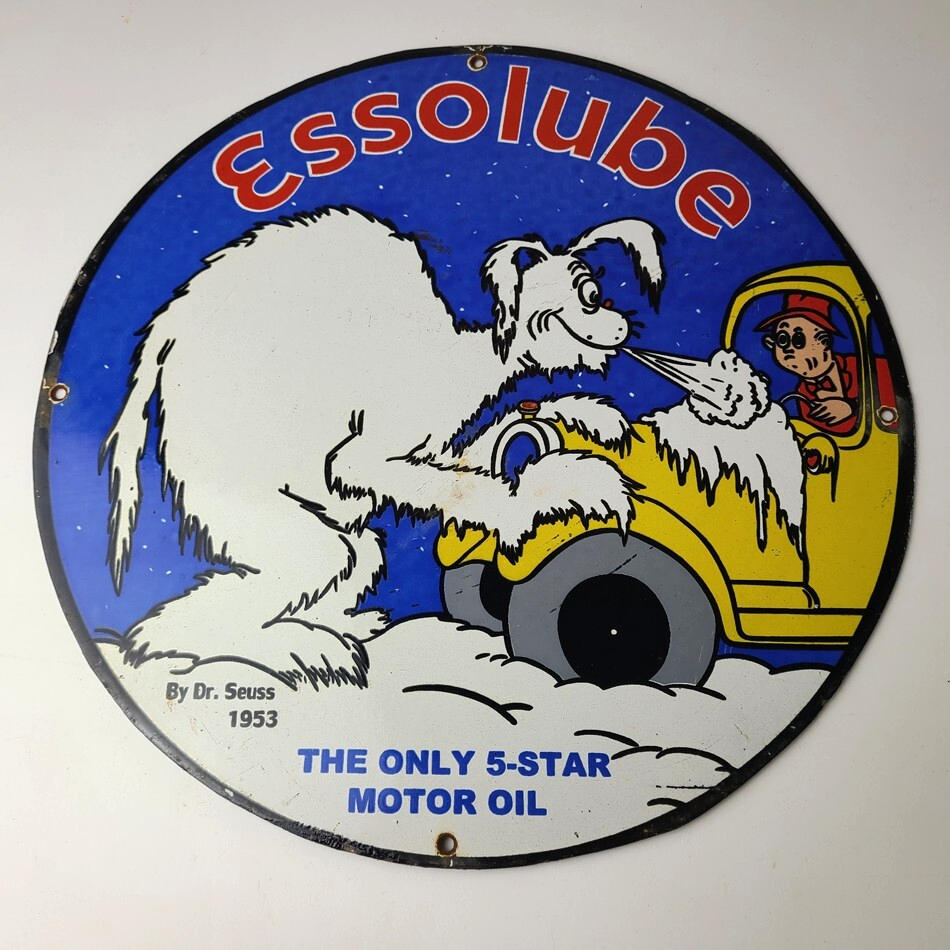 Essolube
By Dr. Seuss
1953
THE ONLY 5-STAR
MOTOR OIL